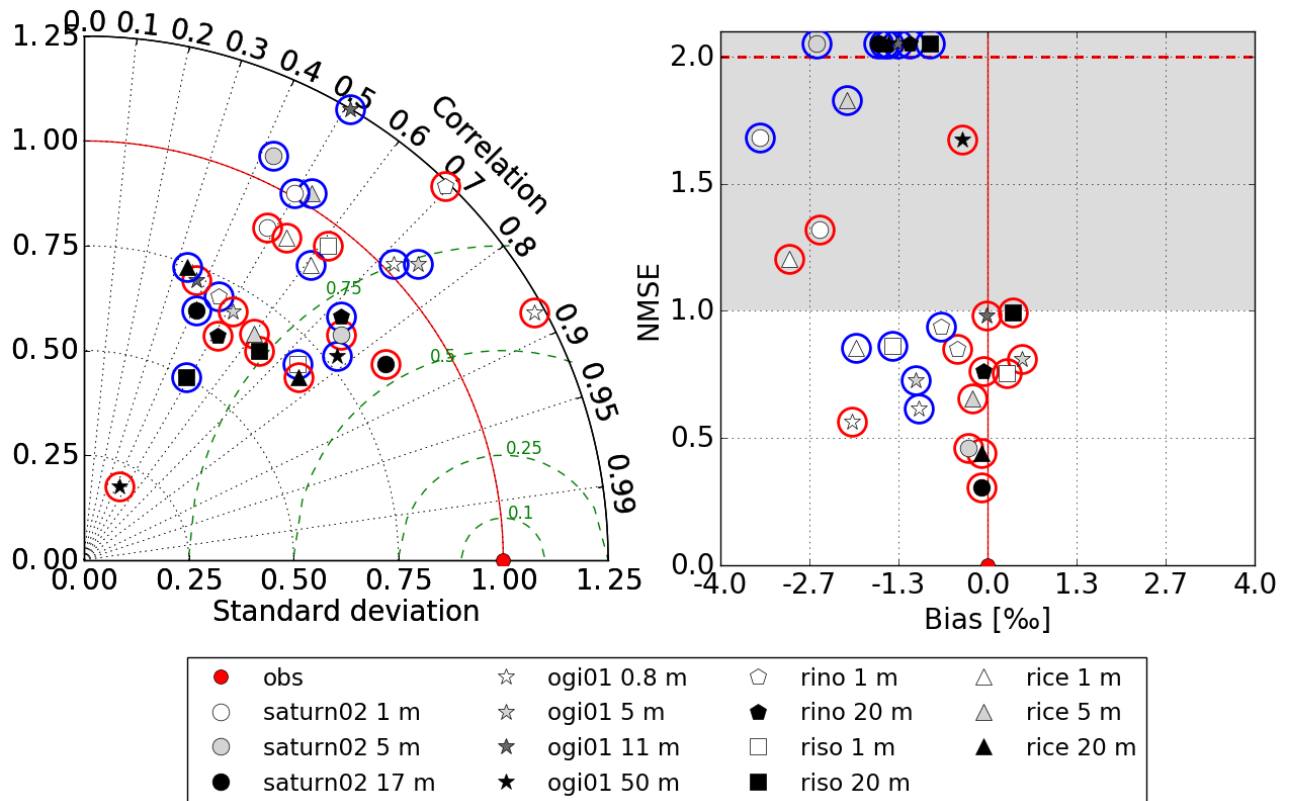 0.0 0.1 0.2 0.3 0.4 0.5 0.6 0.7 0.8 0.9 0.95 0.99
Correlation
1.25
1.00
0.75
0.50
0.25
0.00
0.75
0.5
0.25
0.1
0.00 0.25 0.50 0.75 1.00 1.25
Standard deviation
2.0
1.5
1.0
0.5
0.0
NMSE
-4.0 -2.7 -1.3 0.0 1.3 2.7 4.0
Bias [‰]
obs
saturn02 1 m
saturn02 5 m
saturn02 17 m
ogi01 0.8 m
ogi01 5 m
ogi01 11 m
ogi01 50 m
rino 1 m
rino 20 m
riso 1 m
riso 20 m
rice 1 m
rice 5 m
rice 20 m